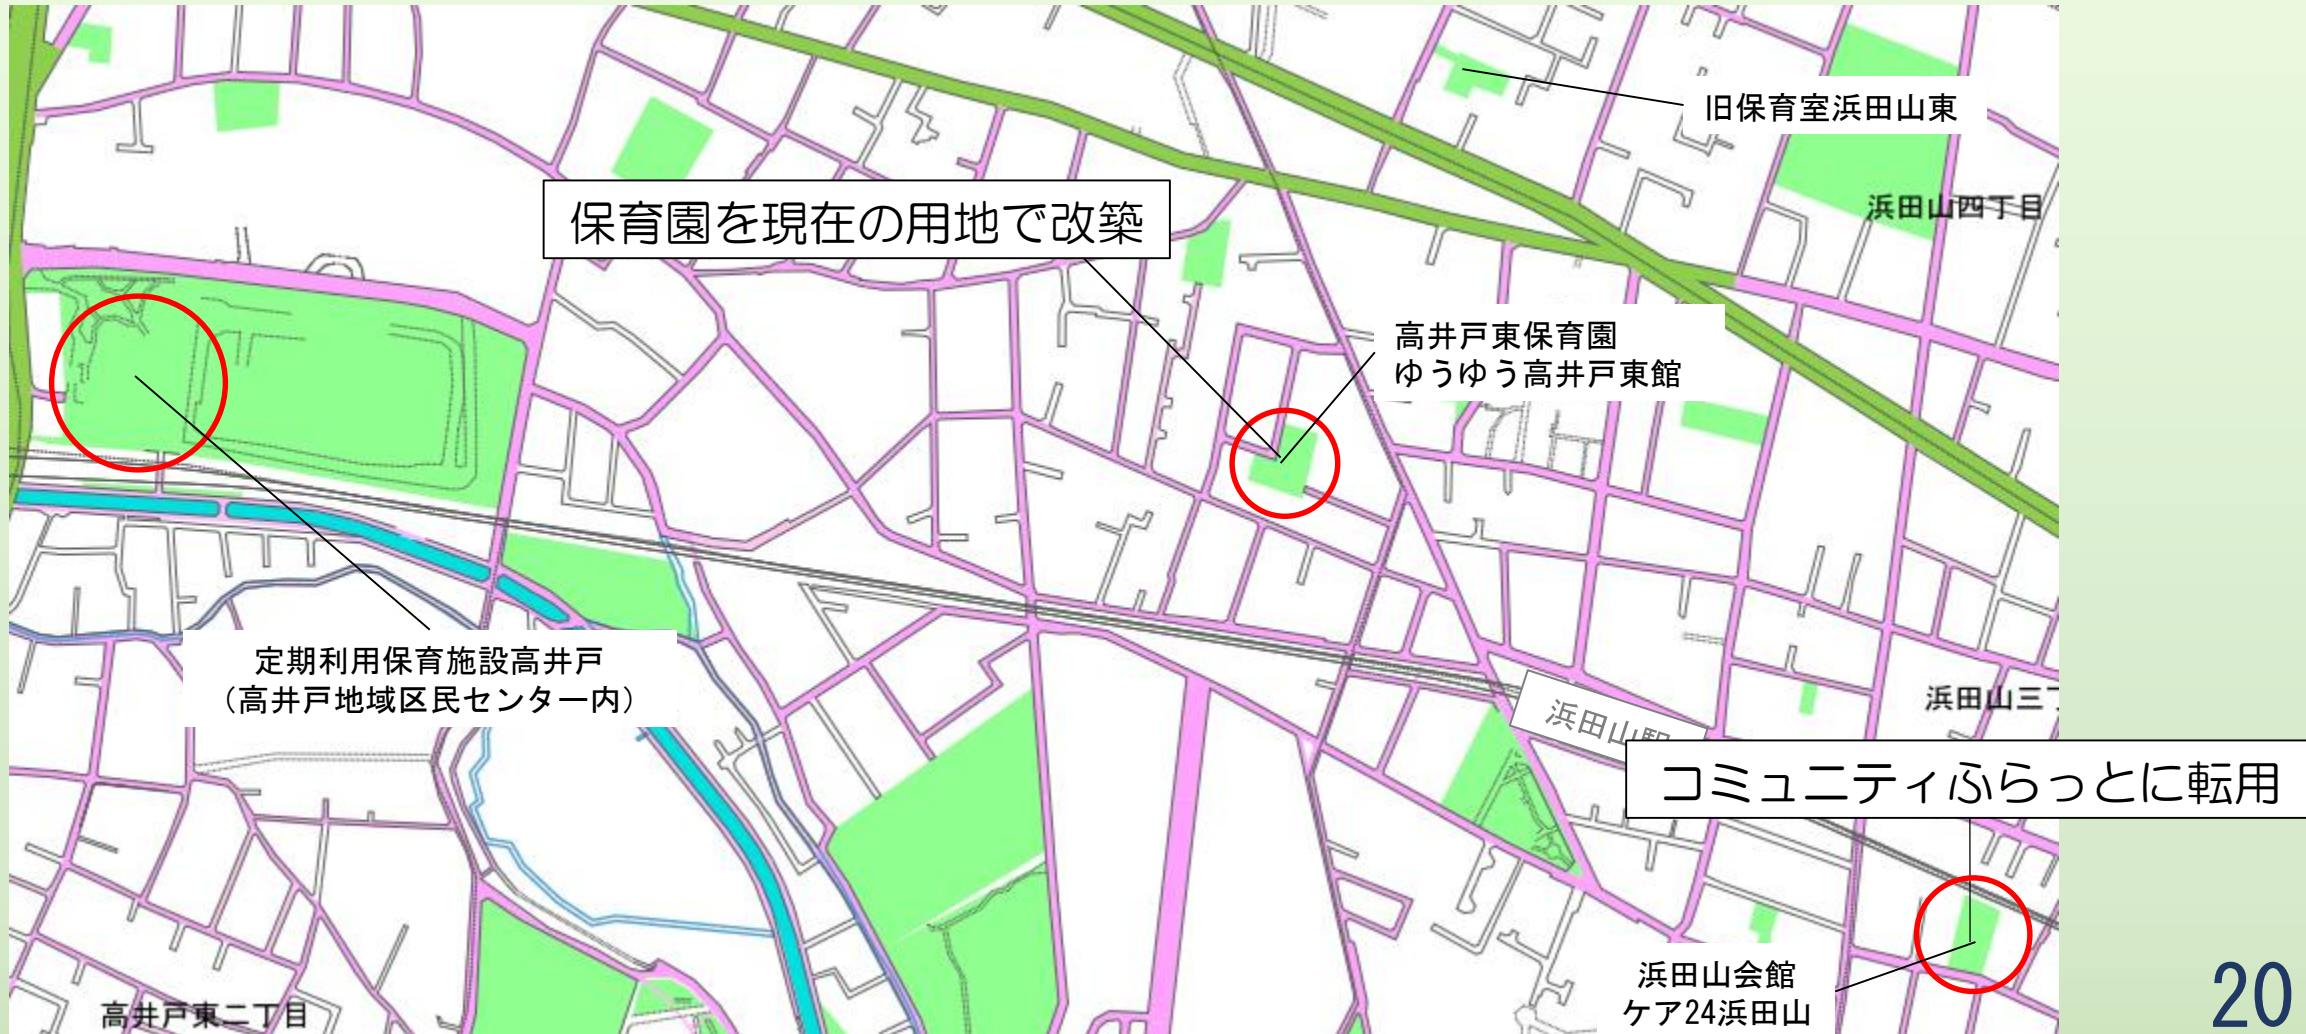 旧保育室浜田山東
保育園を現在の用地で改築
浜田山四丁目
高井戸東保育園
ゆうゆう高井戸東館
定期利用保育施設高井戸
（高井戸地域区民センター内）
浜田山三
浜田山駅
コミュニティふらっとに転用
浜田山会館
ケア24浜田山
高井戸東二丁目
20